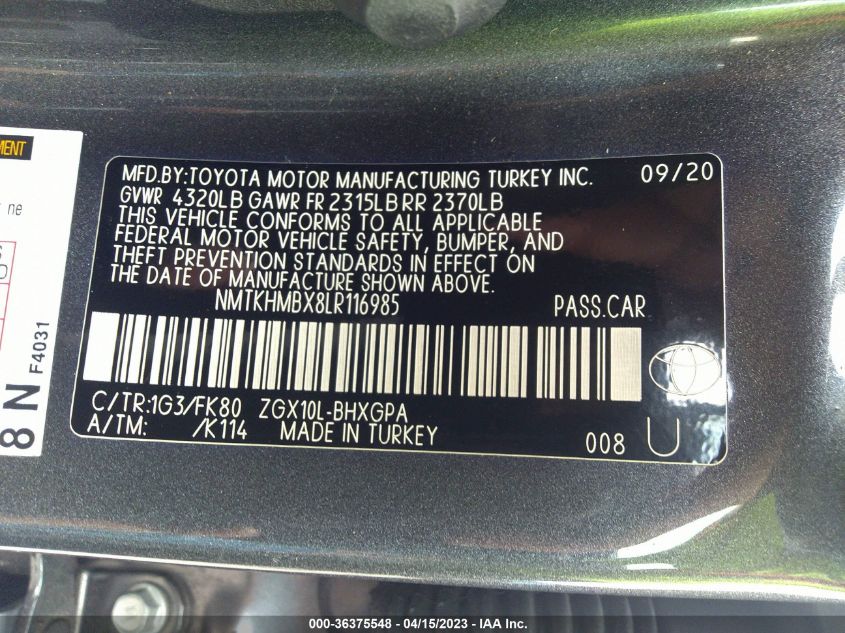 MFD.BY:TOYOTA MOTOR MANUFACTURING TURKEY INC. 09/20
GVWR 4320LB GAWR FR 2315LB RR 2370LB
THIS VEHICLE CONFORMS TO ALL APPLICABLE
FEDERAL MOTOR VEHICLE SAFETY, BUMPER, AND
THEFT PREVENTION STANDARDS IN EFFECT ON
THE DATE OF MANUFACTURE SHOWN ABOVE.
NMTKHMBX8LR116985 PASS.CAR
C/TR:1G3/FK80 ZGX10L-BHXGPA
A/TM: /K114 MADE IN TURKEY 008 U
MENT
ne
8 N
F4031
000-36375548 - 04/15/2023 - IAA Inc.